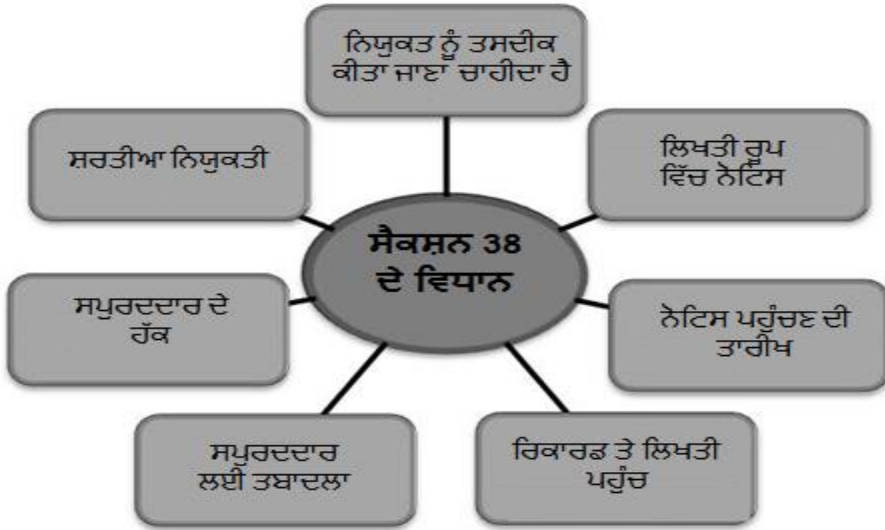 ਨਿਯੁਕਤ ਨੂੰ ਤਸਦੀਕ
ਕੀਤਾ ਜਾਣਾ ਚਾਹੀਦਾ ਹੈ
ਲਿਖਤੀ ਰੂਪ
ਵਿੱਚ ਨੋਟਿਸ
ਨੋਟਿਸ ਪਹੁੰਚਣ ਦੀ
ਤਾਰੀਖ
ਰਿਕਾਰਡ ਤੇ ਲਿਖਤੀ
ਪਹੁੰਚ
ਸਪੁਰਦਦਾਰ
ਲਈ ਤਬਾਦਲਾ
ਸਪੁਰਦਦਾਰ ਦੇ
ਹੱਕ
ਸ਼ਰਤੀਆ ਨਿਯੁਕਤੀ
ਸੈਕਸ਼ਨ 38
ਦੇ ਵਿਧਾਨ